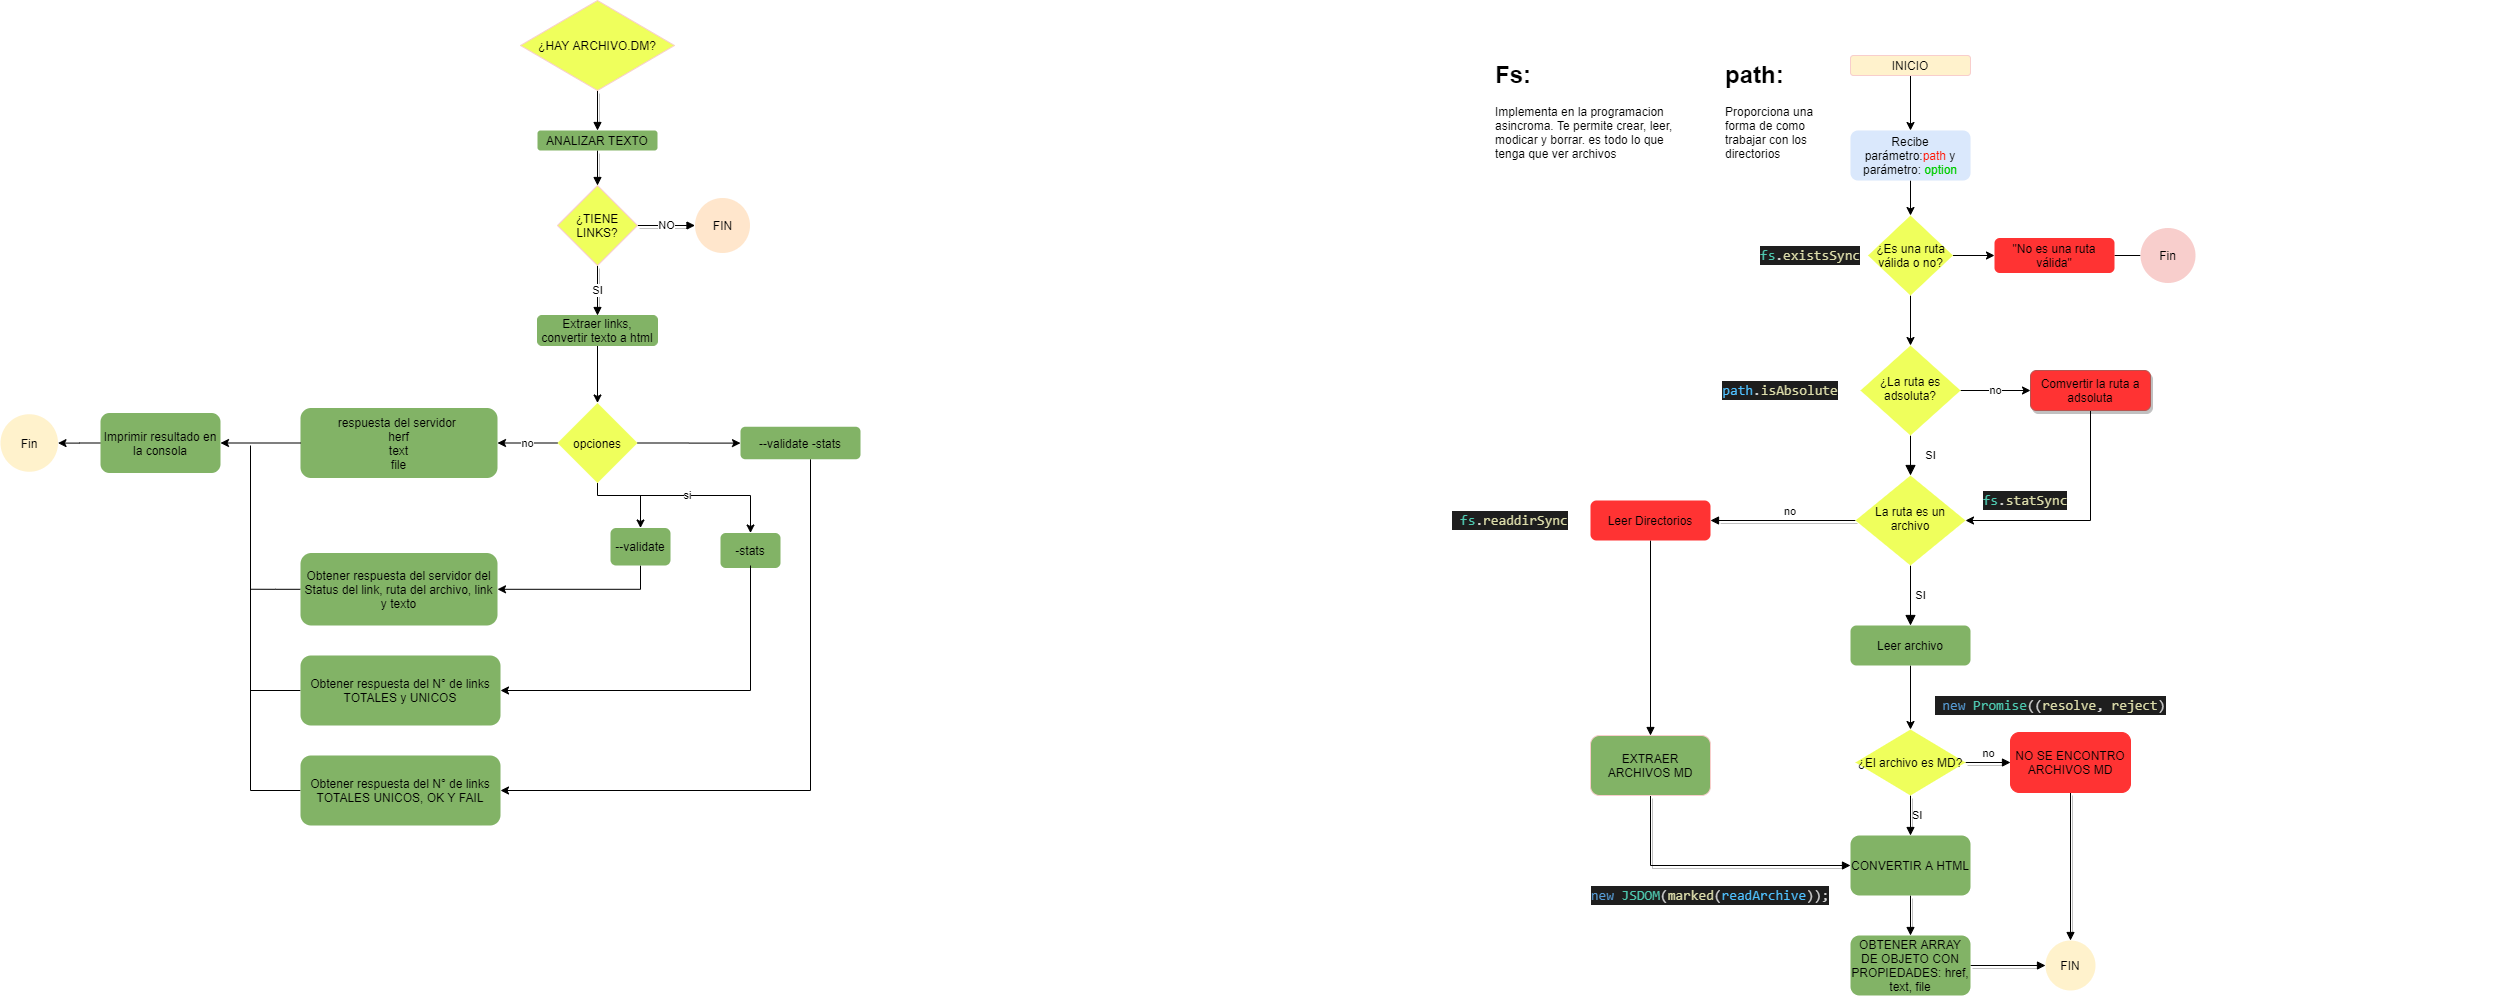 ¿HAY ARCHIVO.DM?
ANALIZAR TEXTO
¿TIENE
LINKS?
NO
FIN
SI
Extraer links,
convertir texto a html
opciones
no
respuesta del servidor
herf
text
file
Imprimir resultado en
la consola
Fin
--validate -stats
si
--validate
-stats
Obtener respuesta del servidor del
Status del link, ruta del archivo, link
y texto
Obtener respuesta del N° de links
TOTALES y UNICOS
Obtener respuesta del N° de links
TOTALES UNICOS, OK Y FAIL
Fs:
Implementa en la programacion
asincroma. Te permite crear, leer,
modicar y borrar. es todo lo que
tenga que ver archivos
path:
Proporciona una
forma de como
trabajar con los
directorios
INICIO
Recibe
parámetro:path y
parámetro: option
fs.existsSync
¿Es una ruta
válida o no?
"No es una ruta
válida"
Fin
path.isAbsolute
¿La ruta es
adsoluta?
no
Comvertir la ruta a
adsoluta
SI
fs.statSync
La ruta es un
archivo
no
Leer Directorios
fs.readdirSync
SI
Leer archivo
new Promise((resolve, reject)
¿El archivo es MD?
no
NO SE ENCONTRO
ARCHIVOS MD
SI
EXTRAER
ARCHIVOS MD
CONVERTIR A HTML
new JSDOM(marked(readArchive));
OBTENER ARRAY
DE OBJETO CON
PROPIEDADES: href,
text, file
FIN